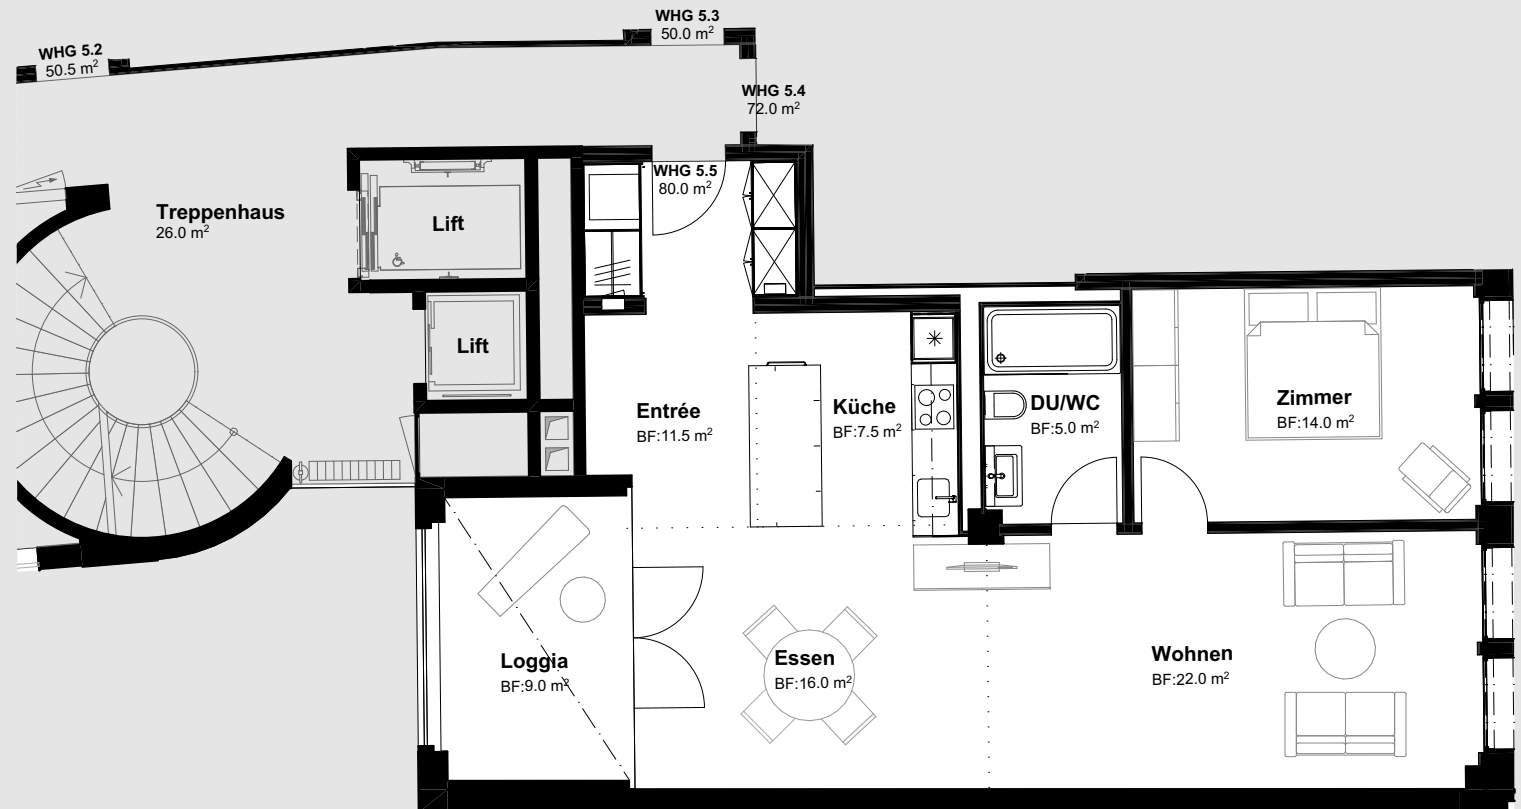 WHG 5.3
50.0 m²
WHG 5.2
50.5 m²
WHG 5.4
72.0 m²
WHG 5.5
80.0 m²
Treppenhaus
26.0 m²
Lift
Lift
Entrée
BF:11.5 m²
Küche
BF:7.5 m²
DU/WC
BF:5.0 m²
Zimmer
BF:14.0 m²
Loggia
BF:9.0 m²
Essen
BF:16.0 m²
Wohnen
BF:22.0 m²